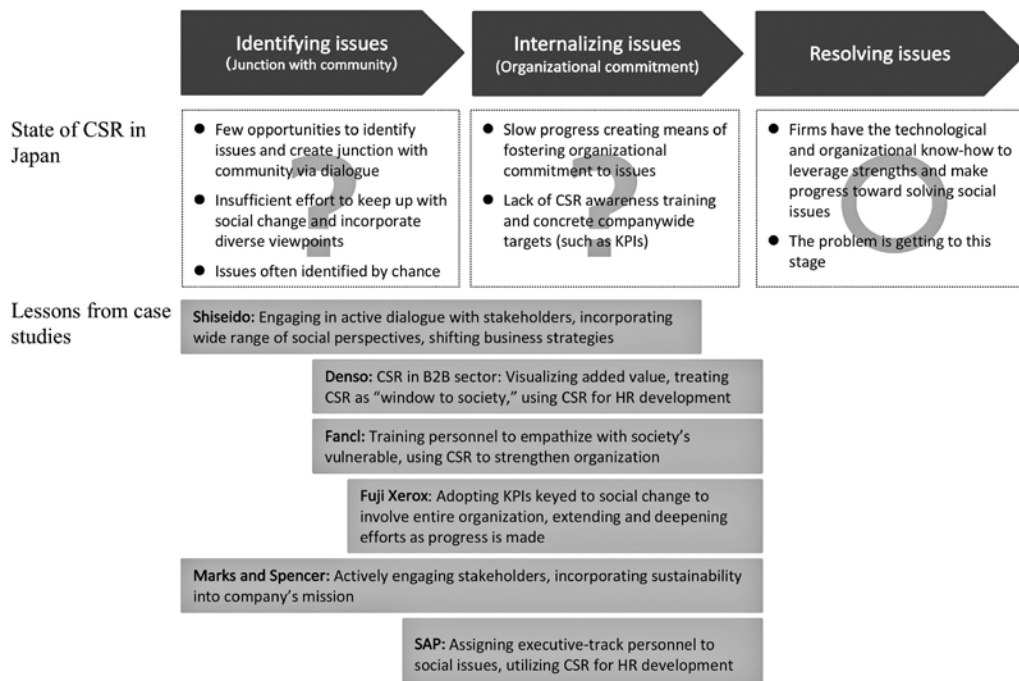 Identifying issues
(Junction with community)
Internalizing issues
(Organizational commitment)
Resolving issues
State of CSR in
Japan
● Few opportunities to identify
issues and create junction with
community via dialogue
● Insufficient effort to keep up with
social change and incorporate
diverse viewpoints
● Issues often identified by chance
?
● Slow progress creating means of
fostering organizational
commitment to issues
● Lack of CSR awareness training
and concrete companywide
targets (such as KPIs)
?
● Firms have the technological
and organizational know-how to
leverage strengths and make
progress toward solving social
issues
● The problem is getting to this
stage
Lessons from case
studies
Shiseido: Engaging in active dialogue with stakeholders, incorporating
wide range of social perspectives, shifting business strategies
Denso: CSR in B2B sector: Visualizing added value, treating
CSR as “window to society,” using CSR for HR development
Fancl: Training personnel to empathize with society’s
vulnerable, using CSR to strengthen organization
Fuji Xerox: Adopting KPIs keyed to social change to
involve entire organization, extending and deepening
efforts as progress is made
Marks and Spencer: Actively engaging stakeholders, incorporating sustainability
into company’s mission
SAP: Assigning executive-track personnel to
social issues, utilizing CSR for HR development